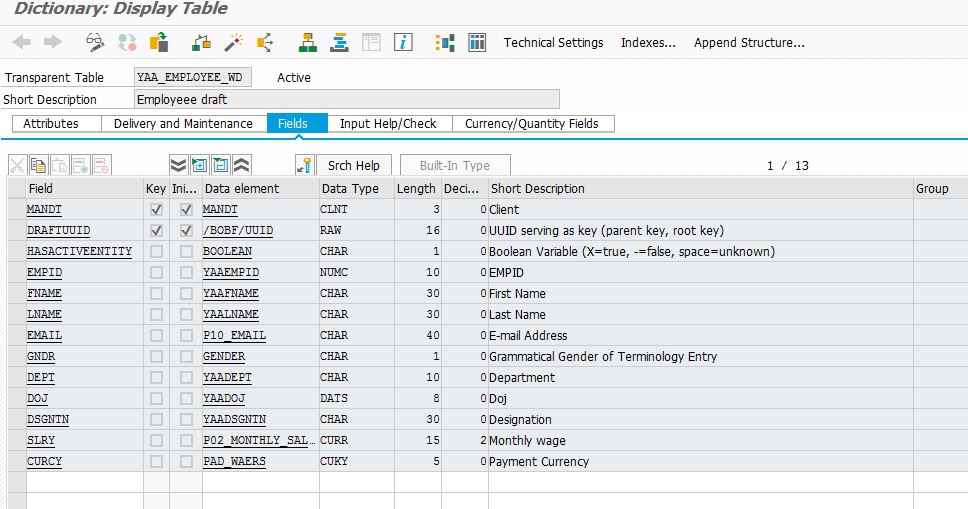 Dictionary: Display Table
Technical Settings Indexes... Append Structure...
Transparent Table YAA_EMPLOYEE_WD Active
Short Description Employeee draft
Attributes Delivery and Maintenance Fields Input Help/Check Currency/Quantity Fields
Srch Help Built-In Type 1 / 13
Field Key Ini... Data element Data Type Length Deci... Short Description Group
MANDT MANDT CLNT 3 0 Client
DRAFTUUID /BOBF/UUID RAW 16 0 UUID serving as key (parent key, root key)
HASACTIVEENTITY BOOLEAN CHAR 1 0 Boolean Variable (X=true, -=false, space=unknown)
EMPID YAAEMPID NUMC 10 0 EMPID
FNAME YAAFNAME CHAR 30 0 First Name
LNAME YAALNAME CHAR 30 0 Last Name
EMAIL P10_EMAIL CHAR 40 0 E-mail Address
GNDR GENDER CHAR 1 0 Grammatical Gender of Terminology Entry
DEPT YAADEPT CHAR 10 0 Department
DOJ YAADOJ DATS 8 0 Doj
DSGNTN YAADSGNTN CHAR 30 0 Designation
SLRY P02_MONTHLY_SAL... CURR 15 2 Monthly wage
CURCY PAD_WAERS CUKY 5 0 Payment Currency